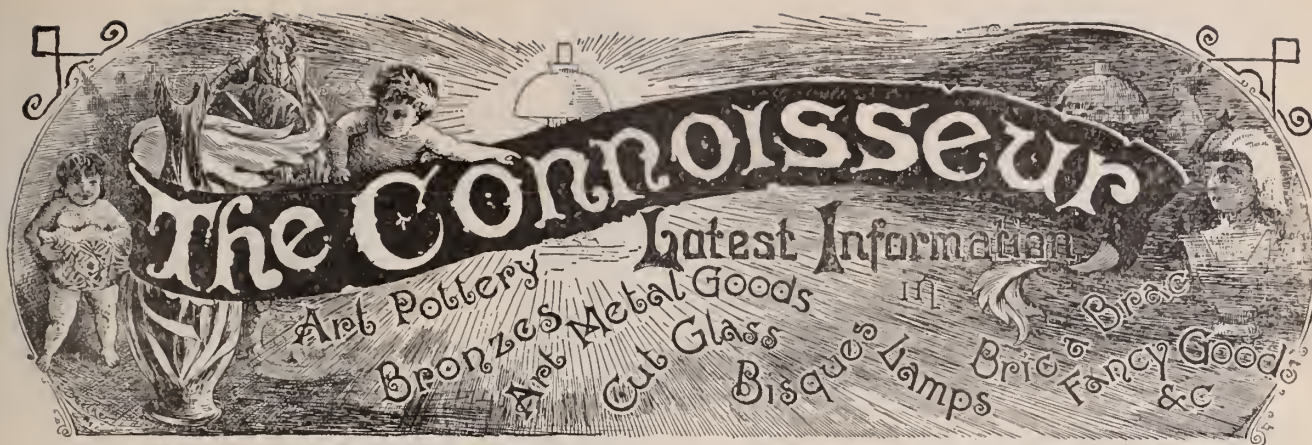 The Connoisseur
Latest Information
in
Art Pottery
Bronzes
Art Metal Goods
Cut Glass
Bisques
Lamps
Bric a Brac
Fancy Goods
&c